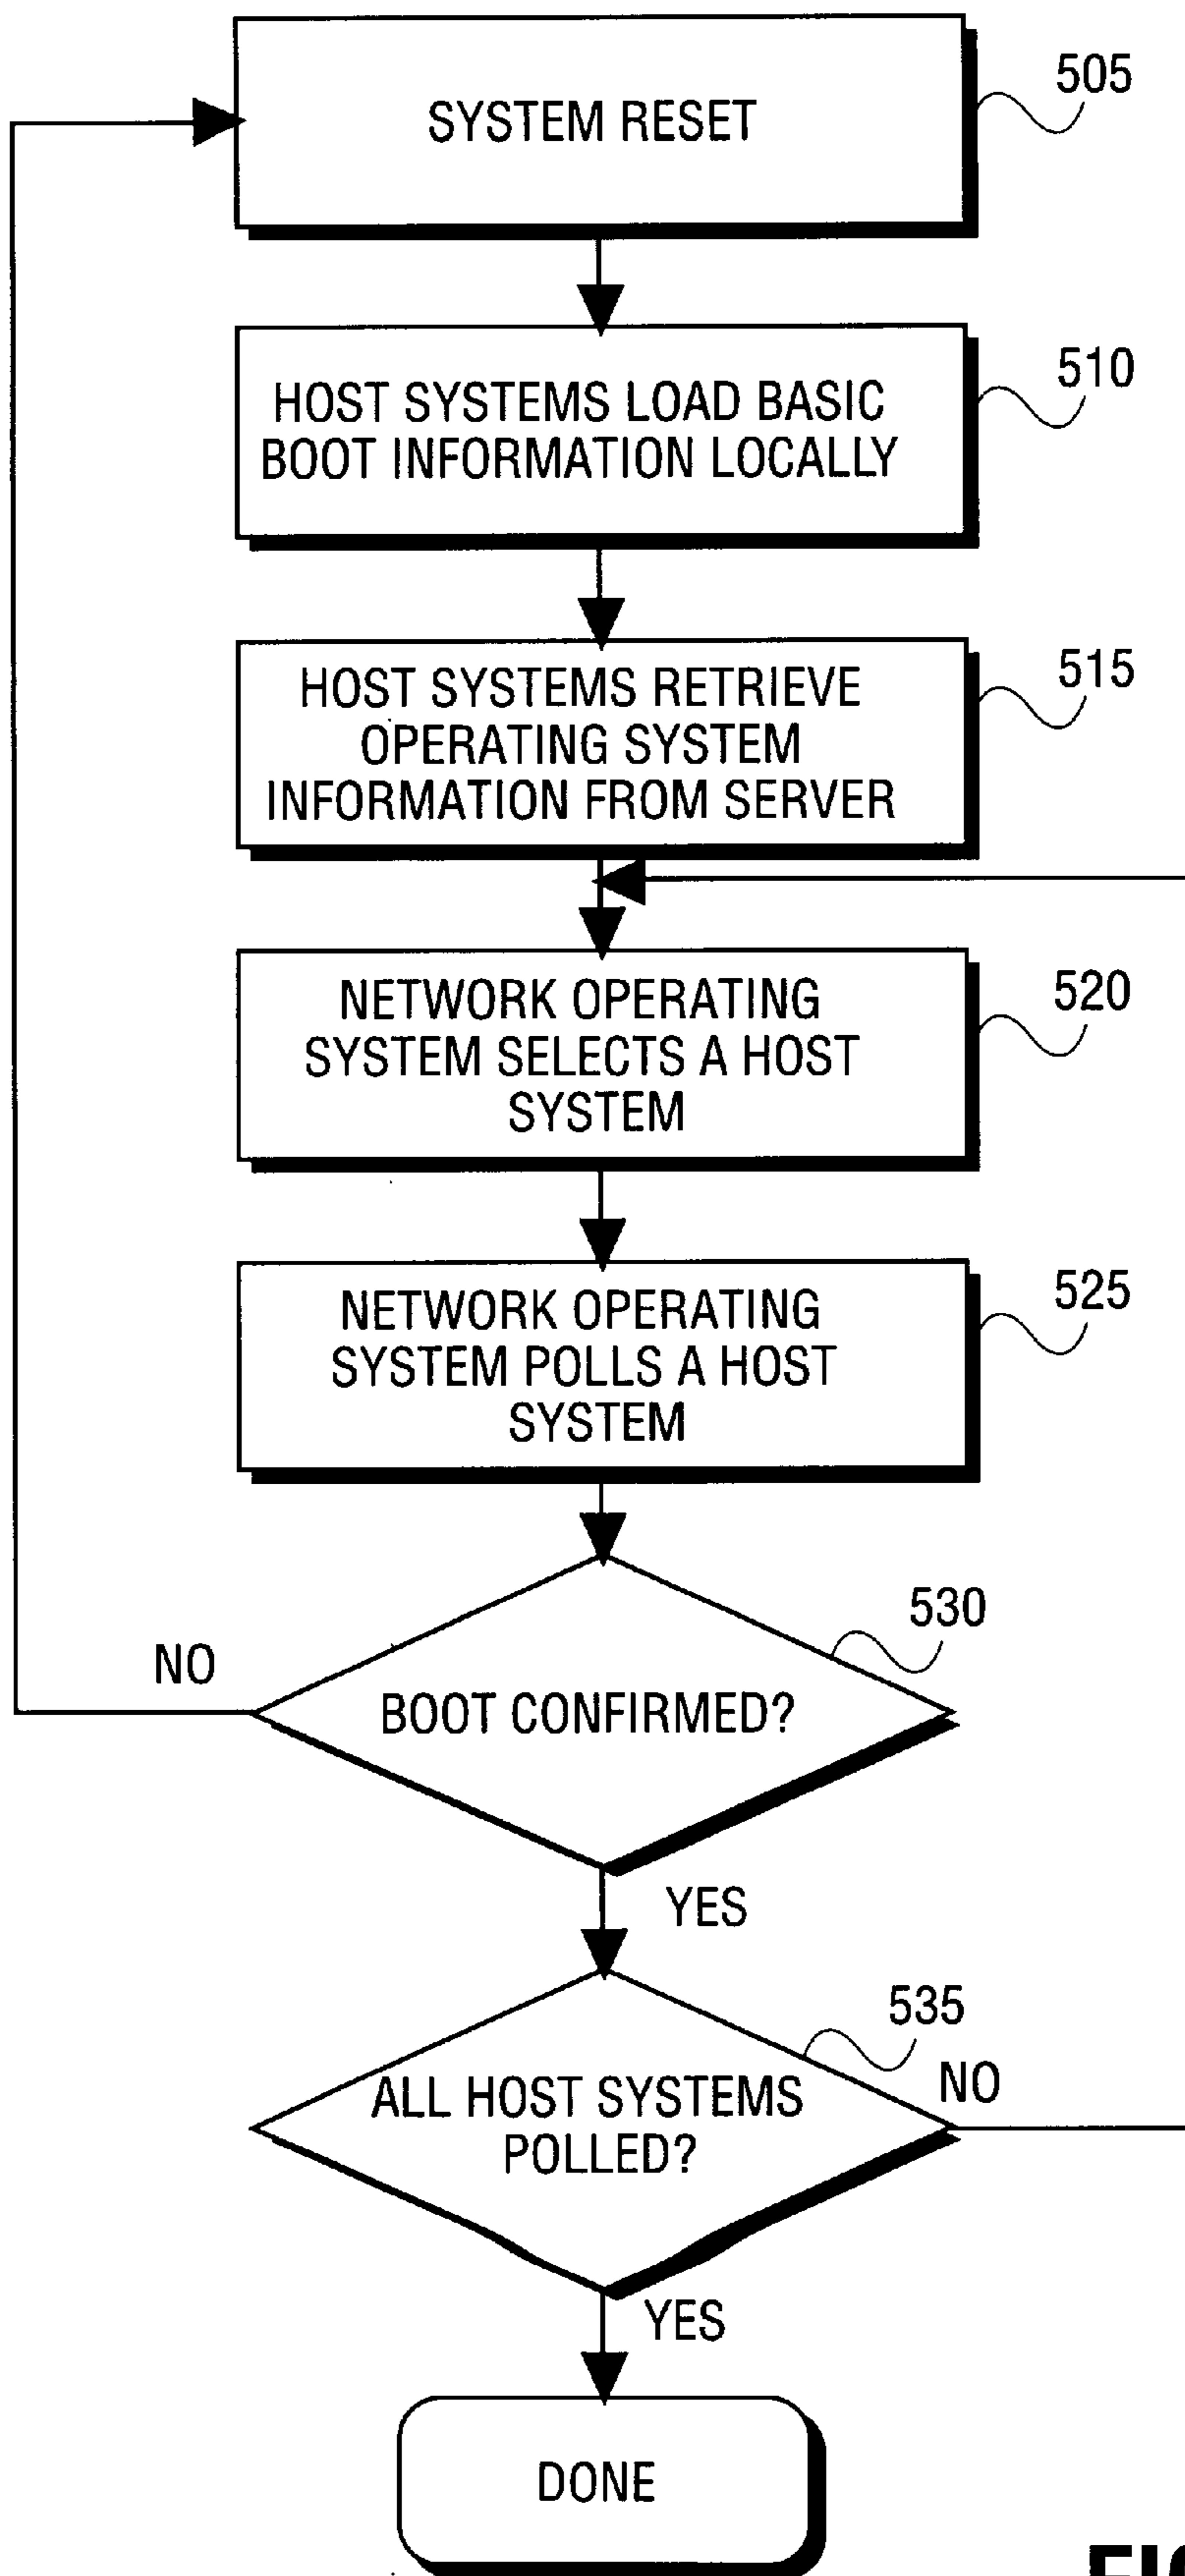 SYSTEM RESET
505
HOST SYSTEMS LOAD BASIC
BOOT INFORMATION LOCALLY
510
HOST SYSTEMS RETRIEVE
OPERATING SYSTEM
INFORMATION FROM SERVER
515
NETWORK OPERATING
SYSTEM SELECTS A HOST
SYSTEM
520
NETWORK OPERATING
SYSTEM POLLS A HOST
SYSTEM
525
530
NO
BOOT CONFIRMED?
YES
535
NO
ALL HOST SYSTEMS
POLLED?
YES
DONE